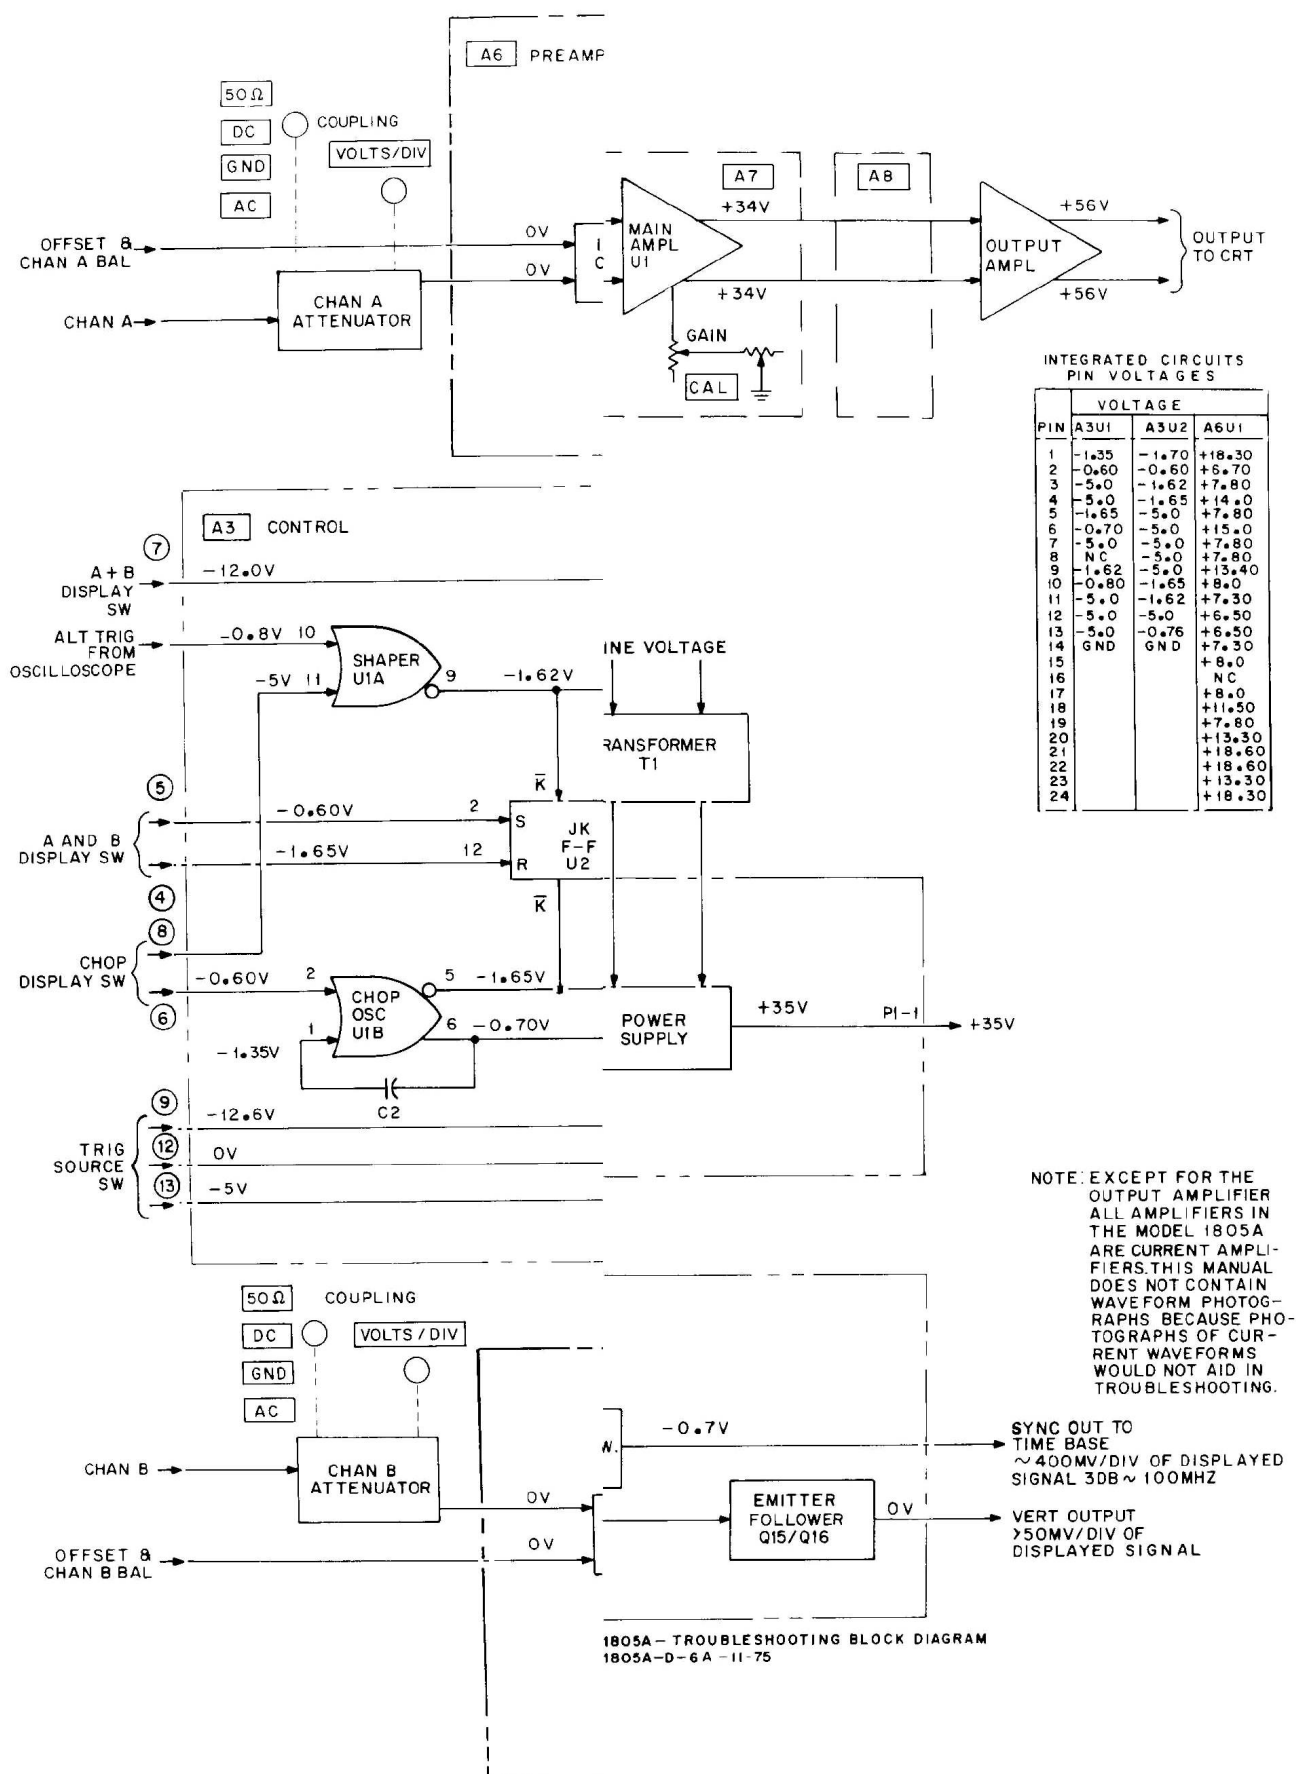 A6 PREAMP
50Ω
DC
GND
AC
COUPLING
VOLTS/DIV
OFFSET &
CHAN A BAL
CHAN A
CHAN A
ATTENUATOR
0V
0V
MAIN
AMPL
U1
A7
+34V
+34V
GAIN
CAL
A8
OUTPUT
AMPL
+56V
+56V
OUTPUT
TO CRT
INTEGRATED CIRCUITS
PIN VOLTAGES
VOLTAGE
PIN A3U1 A3U2 A6U1
1 -1.35 -1.70 +18.30
2 -0.60 -0.60 +6.70
3 -5.0 -1.62 +7.80
4 -5.0 -1.65 +14.0
5 -1.65 -5.0 +7.80
6 -0.70 -5.0 +15.0
7 -5.0 -5.0 +7.80
8 NC -5.0 +7.80
9 -1.62 -5.0 +13.40
10 -0.80 -1.65 +8.0
11 -5.0 -1.62 +7.30
12 -5.0 -5.0 +6.50
13 -5.0 -0.76 +6.50
14 GND GND +7.30
15 +8.0
16 NC
17 +8.0
18 +11.50
19 +7.80
20 +13.30
21 +18.60
22 +18.60
23 +13.30
24 +18.30
A3 CONTROL
7
A+B
DISPLAY
SW
-12.0V
ALT TRIG
FROM
OSCILLOSCOPE
-0.8V 10
-5V 11
SHAPER
U1A
9 -1.62V
INE VOLTAGE
RANSFORMER
T1
K̅
5
A AND B
DISPLAY SW
-0.60V 2
-1.65V 12
S
R
JK
F-F
U2
K̅
4
8
CHOP
DISPLAY SW
-0.60V 2
6
CHOP
OSC
U1B
5 -1.65V
6 -0.70V
1
-1.35V
C2
POWER
SUPPLY
+35V P1-1 +35V
9
-12.6V
TRIG
SOURCE
SW
12
0V
13
-5V
NOTE: EXCEPT FOR THE
OUTPUT AMPLIFIER
ALL AMPLIFIERS IN
THE MODEL 1805A
ARE CURRENT AMPLI-
FIERS. THIS MANUAL
DOES NOT CONTAIN
WAVEFORM PHOTOG-
RAPHS BECAUSE PHO-
TOGRAPHS OF CUR-
RENT WAVEFORMS
WOULD NOT AID IN
TROUBLESHOOTING.
50Ω
DC
GND
AC
COUPLING
VOLTS / DIV
CHAN B
CHAN B
ATTENUATOR
0V
0V
OFFSET &
CHAN B BAL
W.
-0.7V
SYNC OUT TO
TIME BASE
~400MV/DIV OF DISPLAYED
SIGNAL 3DB ~ 100MHZ
EMITTER
FOLLOWER
Q15/Q16
0V
VERT OUTPUT
>50MV/DIV OF
DISPLAYED SIGNAL
1805A- TROUBLESHOOTING BLOCK DIAGRAM
1805A-D-6A-11-75